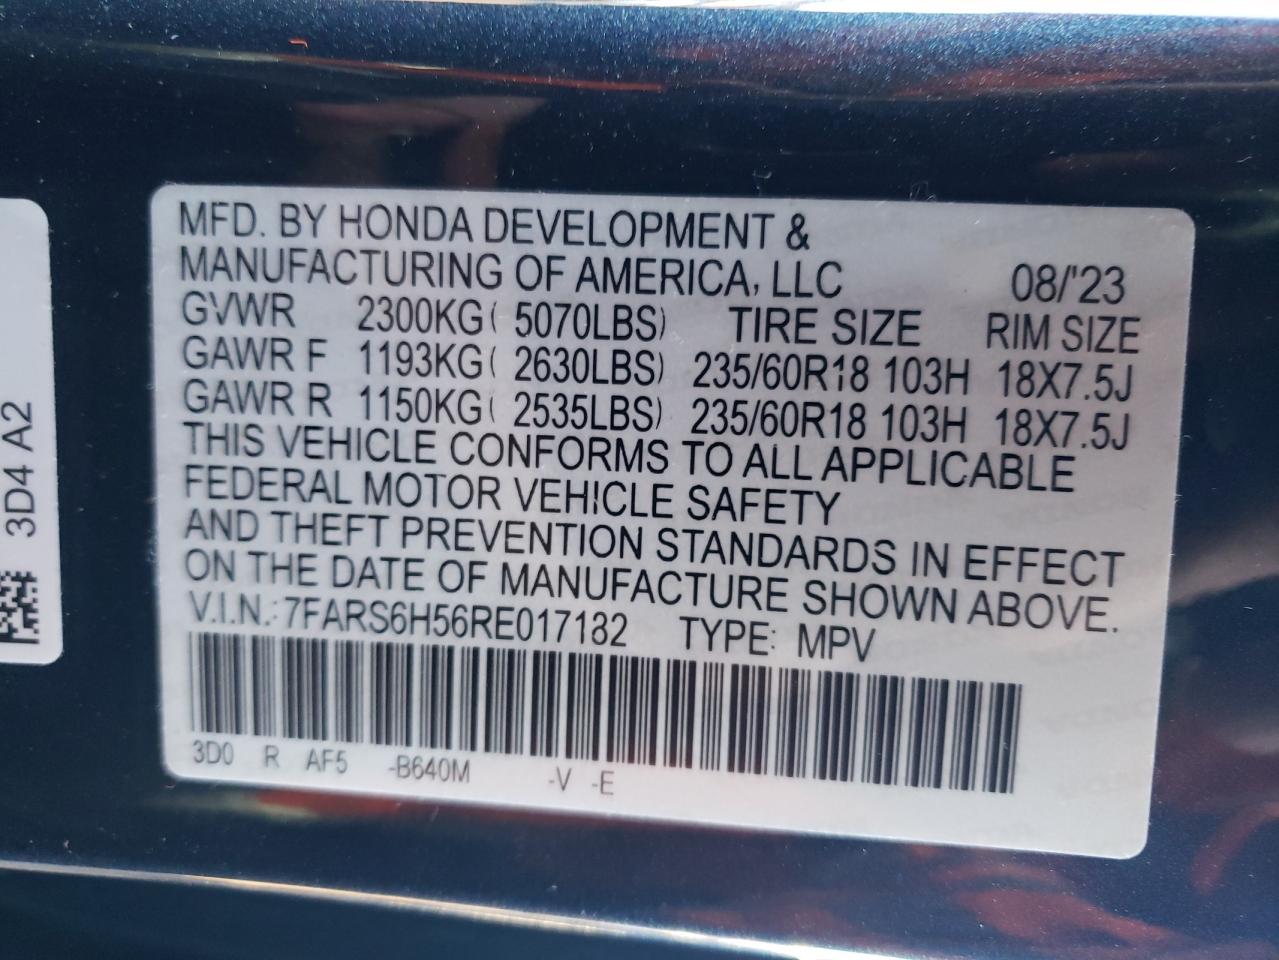 MFD. BY HONDA DEVELOPMENT &
MANUFACTURING OF AMERICA, LLC 08/'23
GVWR 2300KG( 5070LBS) TIRE SIZE RIM SIZE
GAWR F 1193KG( 2630LBS) 235/60R18 103H 18X7.5J
GAWR R 1150KG( 2535LBS) 235/60R18 103H 18X7.5J
THIS VEHICLE CONFORMS TO ALL APPLICABLE
FEDERAL MOTOR VEHICLE SAFETY
AND THEFT PREVENTION STANDARDS IN EFFECT
ON THE DATE OF MANUFACTURE SHOWN ABOVE.
V.I.N.: 7FARS6H56RE017132 TYPE: MPV
3D0 R AF5 -B640M -V -E
3D4 A2